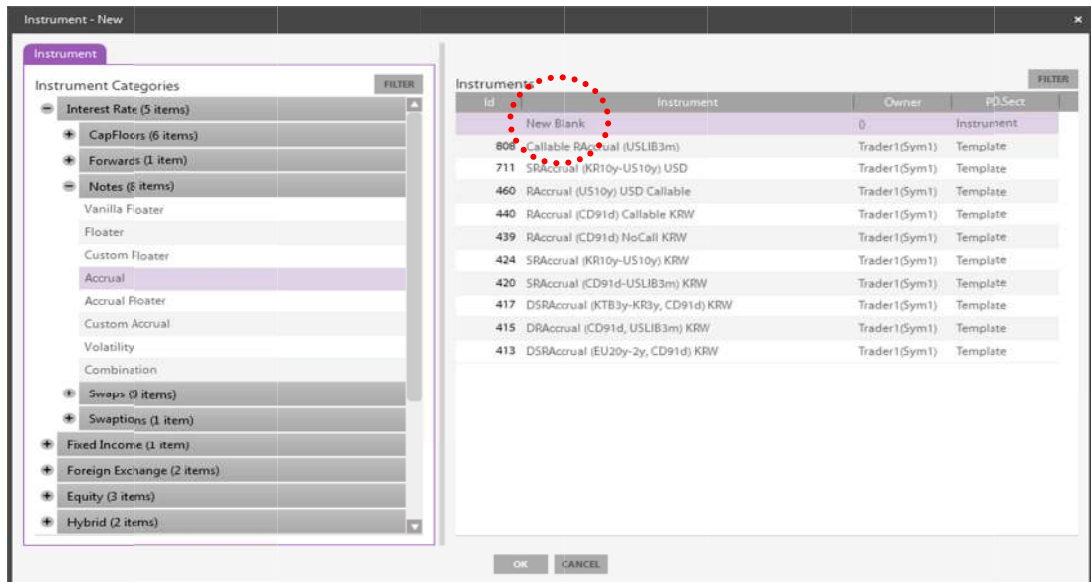 Instrument - New
×
Instrument
Instrument Categories
FILTER
Interest Rate (5 items)
CapFloors (6 items)
Forwards (1 item)
Notes (8 items)
Vanilla Floater
Floater
Custom Floater
Accrual
Accrual Floater
Custom Accrual
Volatility
Combination
Swaps (9 items)
Swaptions (1 item)
Fixed Income (1 item)
Foreign Exchange (2 items)
Equity (3 items)
Hybrid (2 items)
Instruments
FILTER
Id Instrument Owner PD.Sect
New Blank () Instrument
808 Callable RAccrual (USLIB3m) Trader1(Sym1) Template
711 SRAccrual (KR10y-US10y) USD Trader1(Sym1) Template
460 RAccrual (US10y) USD Callable Trader1(Sym1) Template
440 RAccrual (CD91d) Callable KRW Trader1(Sym1) Template
439 RAccrual (CD91d) NoCall KRW Trader1(Sym1) Template
424 SRAccrual (KR10y-US10y) KRW Trader1(Sym1) Template
420 SRAccrual (CD91d-USLIB3m) KRW Trader1(Sym1) Template
417 DSRAccrual (KTB3y-KR3y, CD91d) KRW Trader1(Sym1) Template
415 DRAccrual (CD91d, USLIB3m) KRW Trader1(Sym1) Template
413 DSRAccrual (EU20y-2y, CD91d) KRW Trader1(Sym1) Template
OK CANCEL